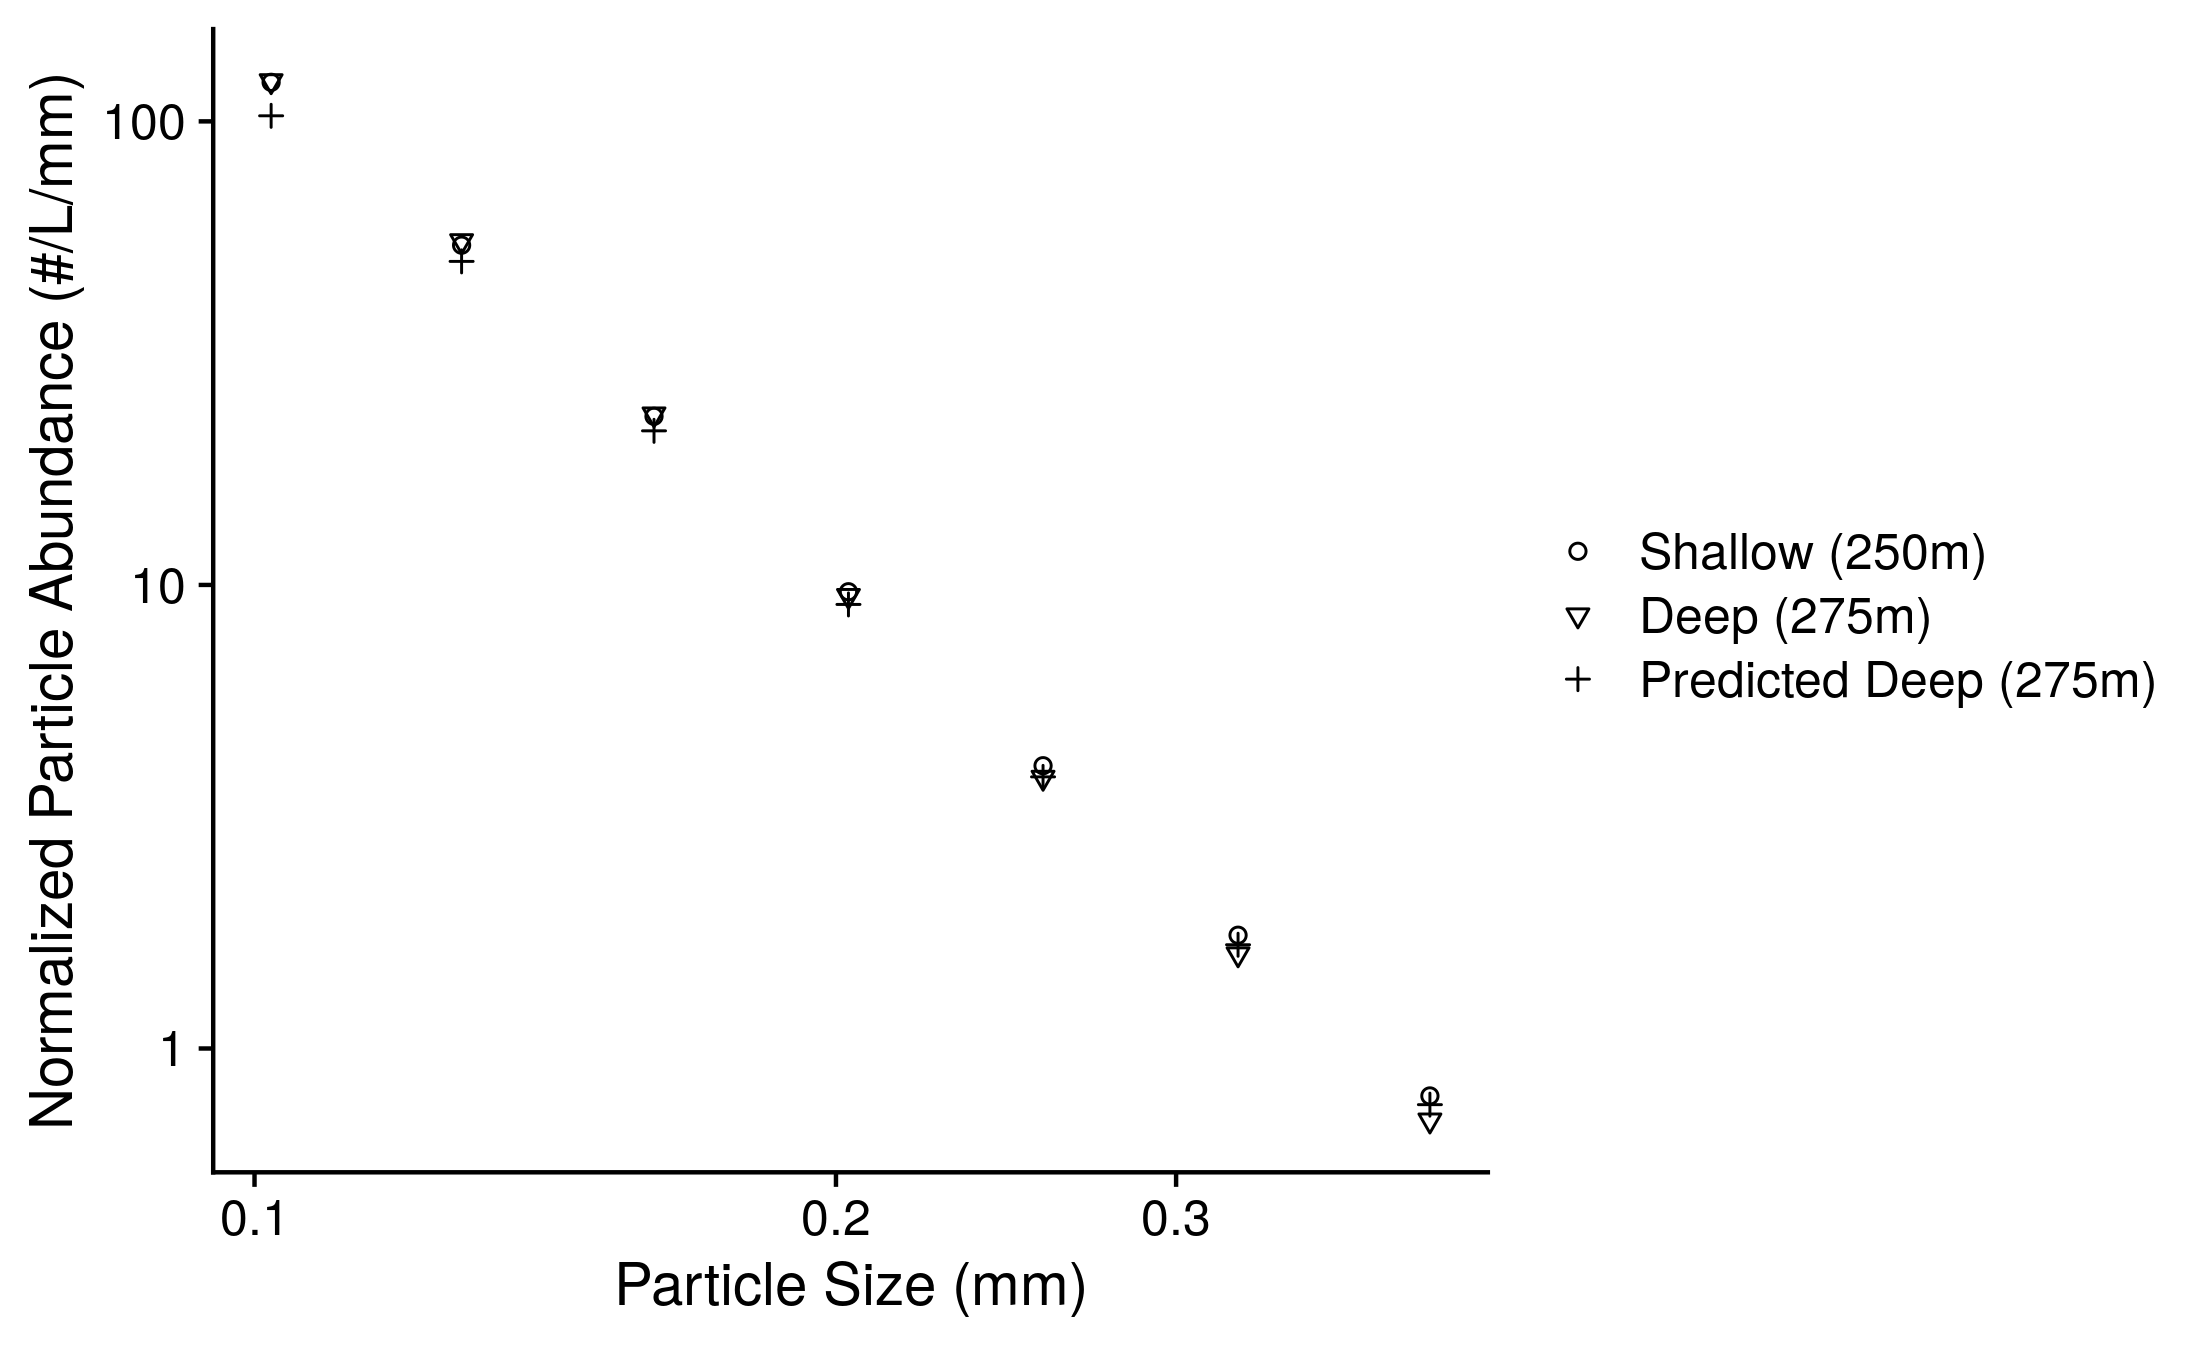 Normalized Particle Abundance (#/L/mm)
100
10
1
0.1
0.2
0.3
Particle Size (mm)
Shallow (250m)
Deep (275m)
Predicted Deep (275m)